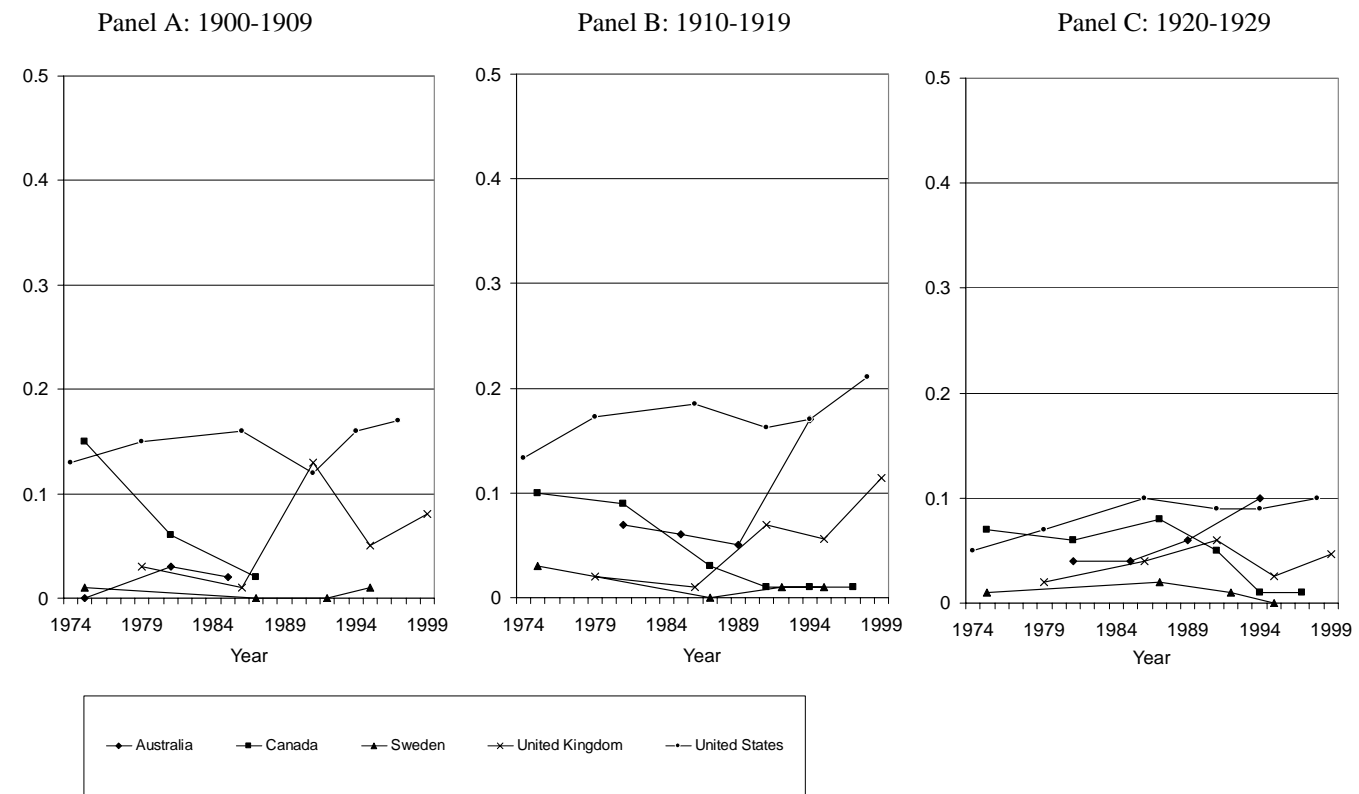 Panel A: 1900-1909
Panel B: 1910-1919
Panel C: 1920-1929
0.5
0.4
0.3
0.2
0.1
0
1974 1979 1984 1989 1994 1999
Year
0.5
0.4
0.3
0.2
0.1
0
1974 1979 1984 1989 1994 1999
Year
0.5
0.4
0.3
0.2
0.1
0
1974 1979 1984 1989 1994 1999
Year
Australia Canada Sweden United Kingdom United States